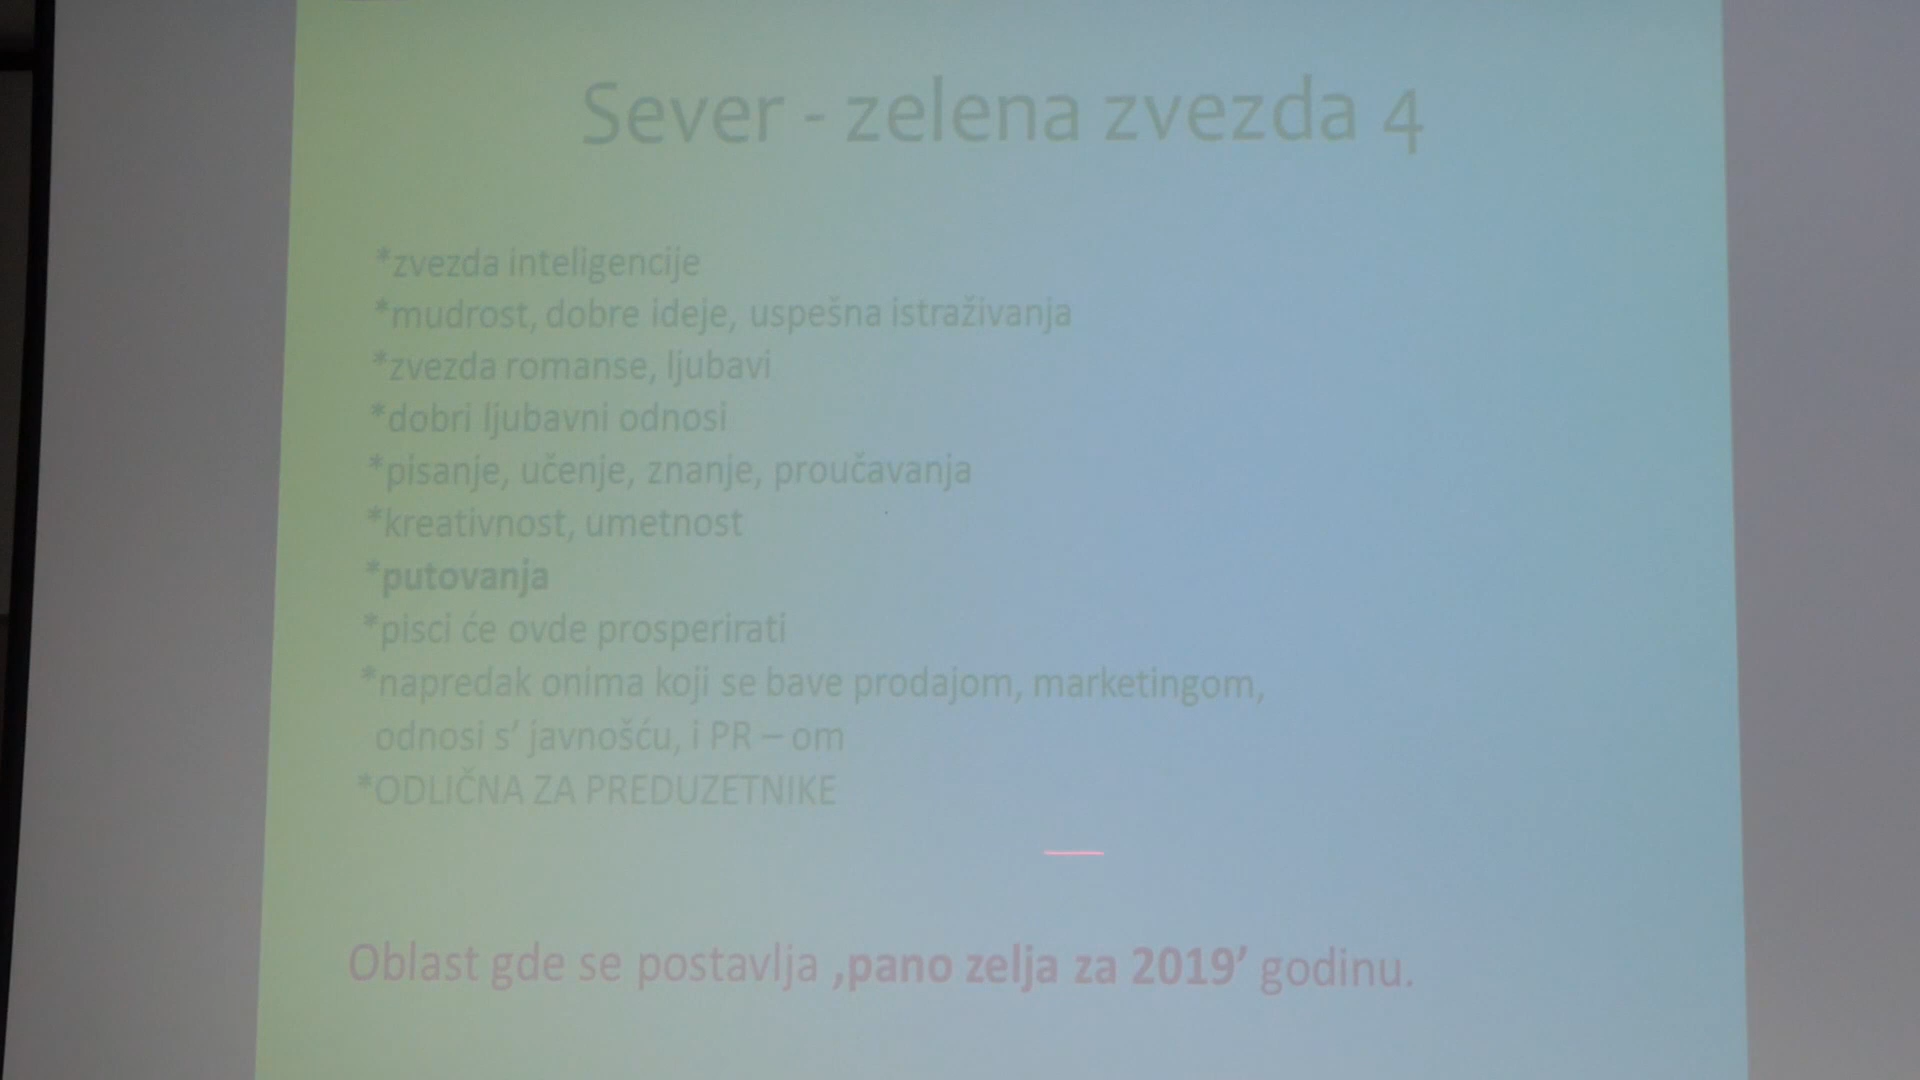 Sever - zelena zvezda 4
*zvezda inteligencije
*mudrost, dobre ideje, uspešna istraživanja
*zvezda romanse, ljubavi
*dobri ljubavni odnosi
*pisanje, učenje, znanje, proučavanja
*kreativnost, umetnost
*putovanja
*pisci će ovde prosperirati
*napredak onima koji se bave prodajom, marketingom,
odnosi s’ javnošću, i PR – om
*ODLIČNA ZA PREDUZETNIKE
Oblast gde se postavlja ‚pano zelja za 2019’ godinu.